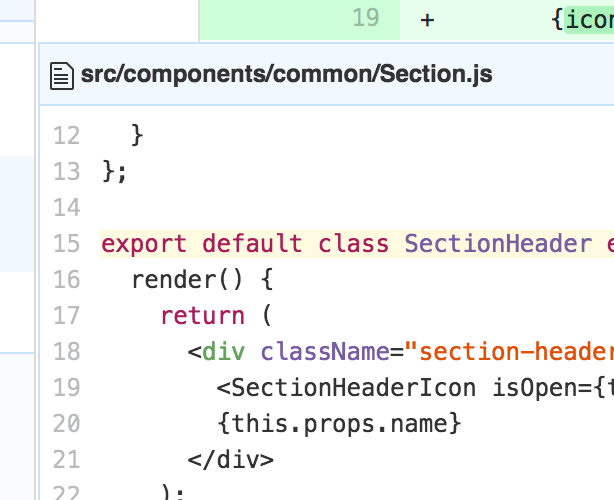 19 + {icon
src/components/common/Section.js
12 }
13 };
14
15 export default class SectionHeader e
16 render() {
17 return (
18 <div className="section-header
19 <SectionHeaderIcon isOpen={t
20 {this.props.name}
21 </div>
22 );